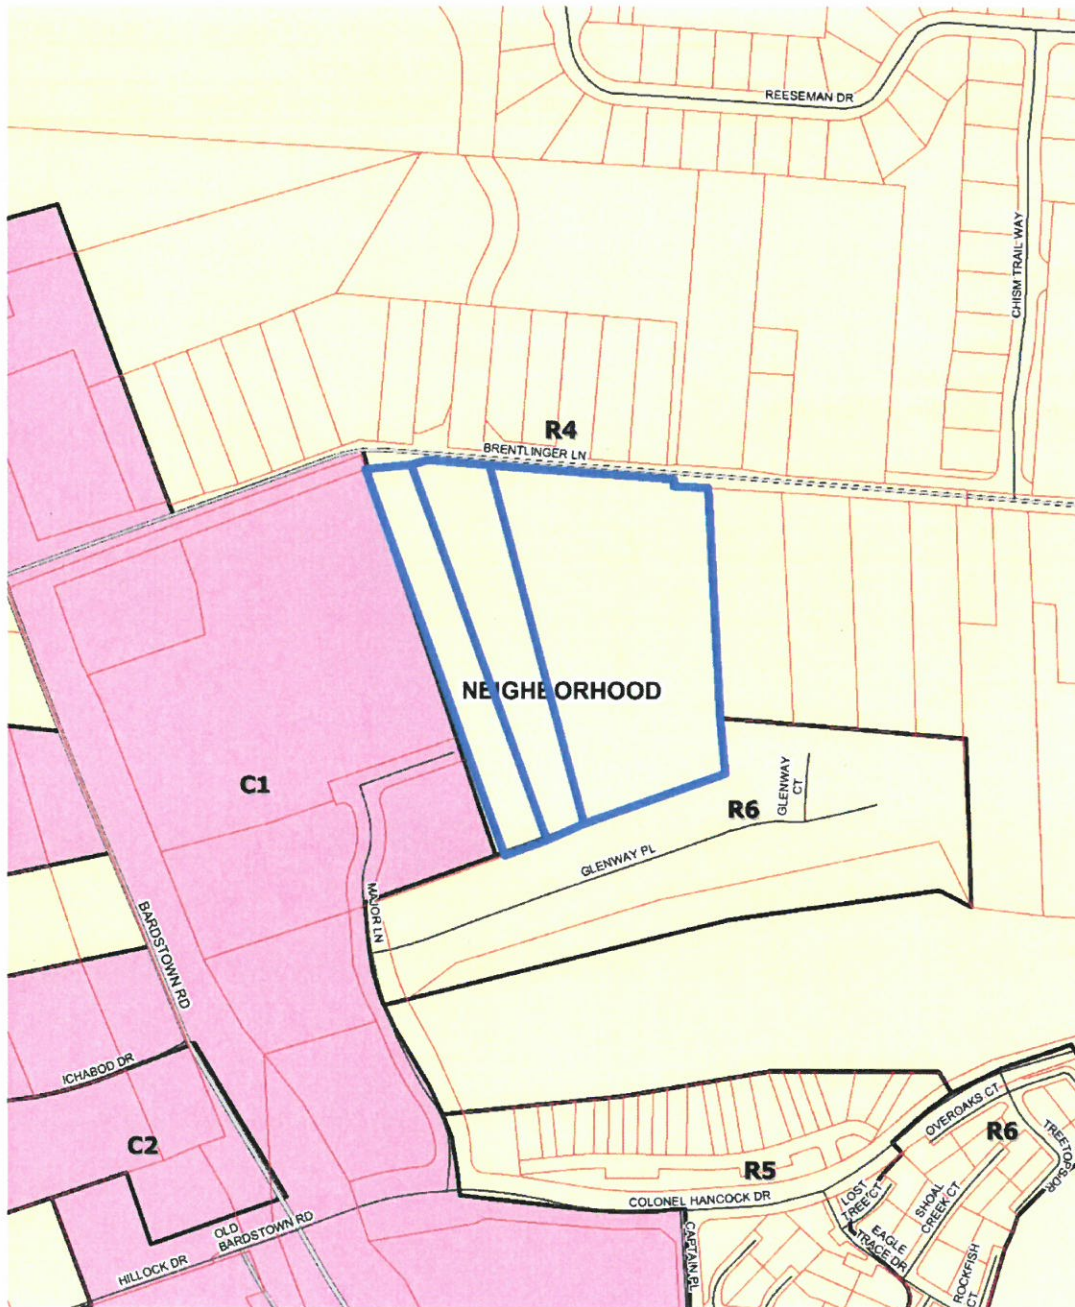 REESEMAN DR
CHISM TRAIL WAY
R4
BRENTLINGER LN
NEIGHBORHOOD
C1
GLENWAY
CT
R6
GLENWAY PL
MAJOR LN
BARDSTOWN RD
ICHABOD DR
C2
OVEROAKS CT
R6
TREETOPS DR
R5
LOST
TREE CT
SHOAL
CREEK CT
COLONEL HANCOCK DR
OLD
BARDSTOWN RD
EAGLE
TRACE DR
CAPTAIN PL
ROCKFISH
CT
HILLOCK DR